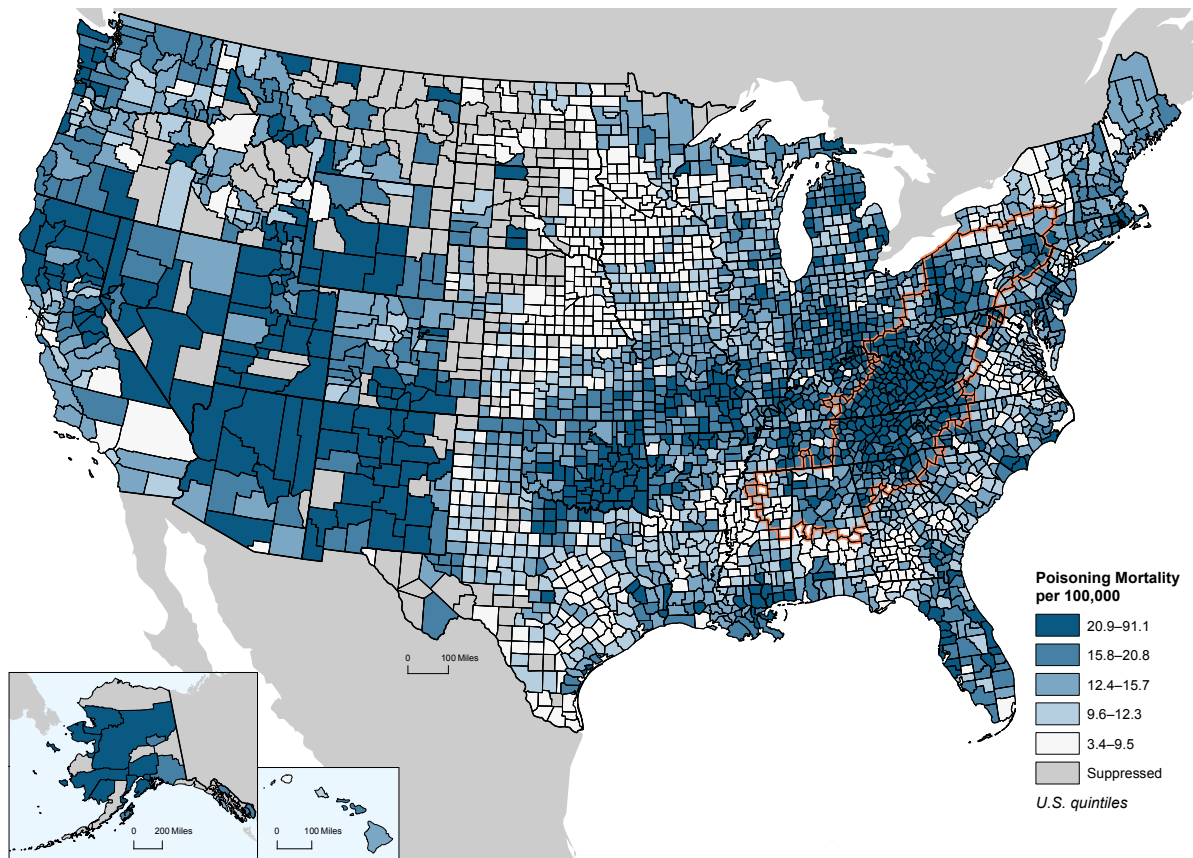 Poisoning Mortality
per 100,000
20.9–91.1
15.8–20.8
12.4–15.7
9.6–12.3
3.4–9.5
Suppressed
U.S. quintiles
0 100 Miles
0 200 Miles
0 100 Miles